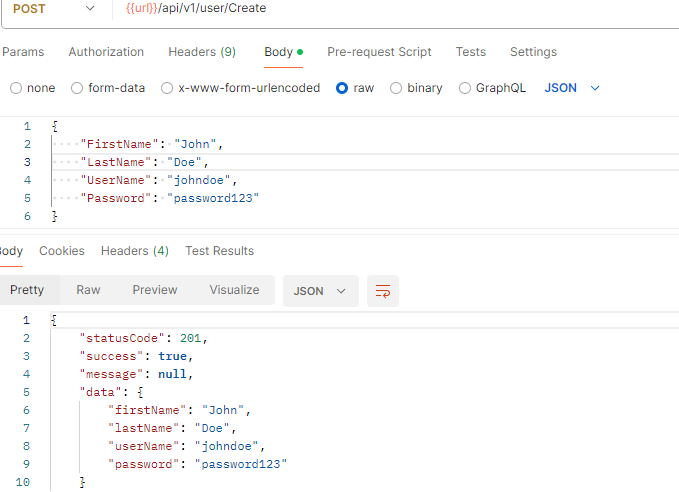 POST {{url}}/api/v1/user/Create
Params Authorization Headers (9) Body Pre-request Script Tests Settings
none form-data x-www-form-urlencoded raw binary GraphQL JSON
1 {
2 "FirstName": "John",
3 "LastName": "Doe",
4 "UserName": "johndoe",
5 "Password": "password123"
6 }
Body Cookies Headers (4) Test Results
Pretty Raw Preview Visualize JSON
1 {
2 "statusCode": 201,
3 "success": true,
4 "message": null,
5 "data": {
6 "firstName": "John",
7 "lastName": "Doe",
8 "userName": "johndoe",
9 "password": "password123"
10 }